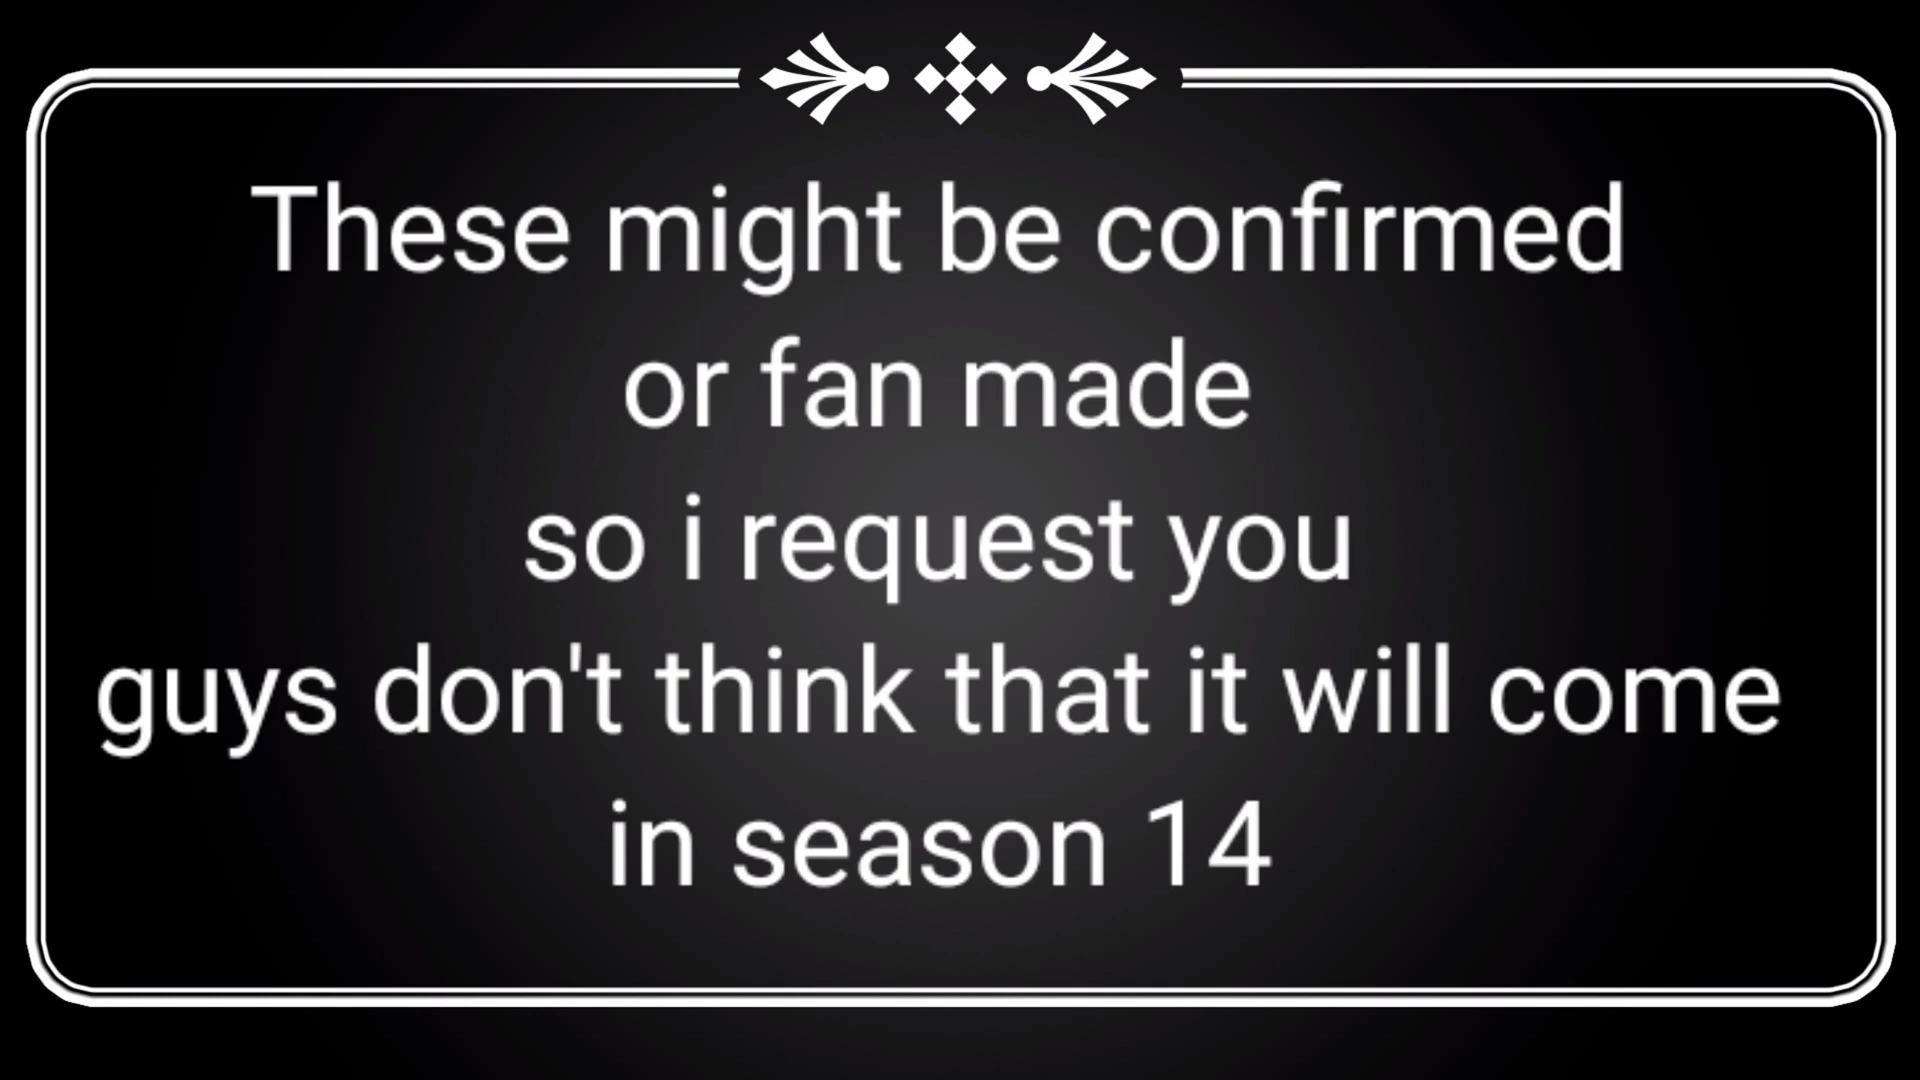 These might be confirmed
or fan made
so i request you
guys don't think that it will come
in season 14